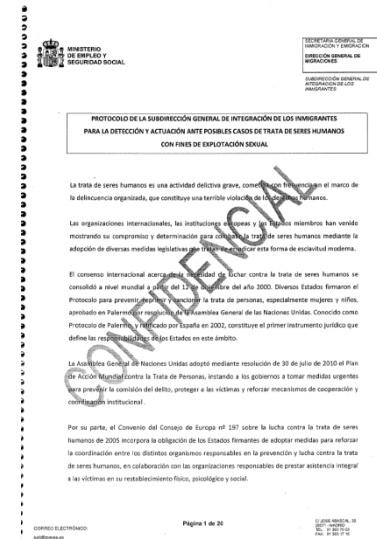 MINISTERIO
DE EMPLEO Y
SEGURIDAD SOCIAL
SECRETARÍA GENERAL DE
INMIGRACIÓN Y EMIGRACIÓN
DIRECCIÓN GENERAL DE
MIGRACIONES
SUBDIRECCIÓN GENERAL DE
INTEGRACIÓN DE LOS
INMIGRANTES
PROTOCOLO DE LA SUBDIRECCIÓN GENERAL DE INTEGRACIÓN DE LOS INMIGRANTES
PARA LA DETECCIÓN Y ACTUACIÓN ANTE POSIBLES CASOS DE TRATA DE SERES HUMANOS
CON FINES DE EXPLOTACIÓN SEXUAL
La trata de seres humanos es una actividad delictiva grave, cometida con frecuencia en el marco de
la delincuencia organizada, que constituye una terrible violación de los derechos humanos.
Las organizaciones internacionales, las instituciones europeas y los Estados miembros han venido
mostrando su compromiso y determinación para combatir la trata de seres humanos mediante la
adopción de diversas medidas legislativas que tratan de erradicar esta forma de esclavitud moderna.
El consenso internacional acerca de la necesidad de luchar contra la trata de seres humanos se
consolidó a nivel mundial a partir del 12 de diciembre del año 2000. Diversos Estados firmaron el
Protocolo para prevenir, reprimir y sancionar la trata de personas, especialmente mujeres y niños,
aprobado en Palermo por resolución de la Asamblea General de las Naciones Unidas. Conocido como
Protocolo de Palermo, y ratificado por España en 2002, constituye el primer instrumento jurídico que
define las responsabilidades de los Estados en este ámbito.
La Asamblea General de Naciones Unidas adoptó mediante resolución de 30 de julio de 2010 el Plan
de Acción Mundial contra la Trata de Personas, instando a los gobiernos a tomar medidas urgentes
para prevenir la comisión del delito, proteger a las víctimas y reforzar mecanismos de cooperación y
coordinación institucional .
Por su parte, el Convenio del Consejo de Europa nº 197 sobre la lucha contra la trata de seres
humanos de 2005 incorpora la obligación de los Estados firmantes de adoptar medidas para reforzar
la coordinación entre los distintos organismos responsables en la prevención y lucha contra la trata
de seres humanos, en colaboración con las organizaciones responsables de prestar asistencia integral
a las víctimas en su restablecimiento físico, psicológico y social.
CONFIDENCIAL
Página 1 de 20
CORREO ELECTRÓNICO:
C/ JOSE ABASCAL, 39
28071 - MADRID